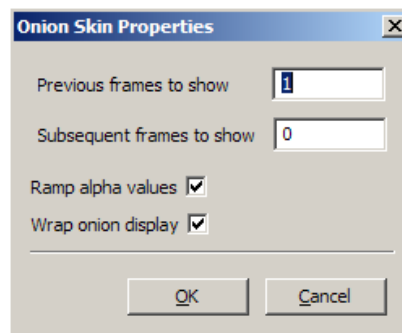 Onion Skin Properties
Previous frames to show 1
Subsequent frames to show 0
Ramp alpha values
Wrap onion display
OK Cancel